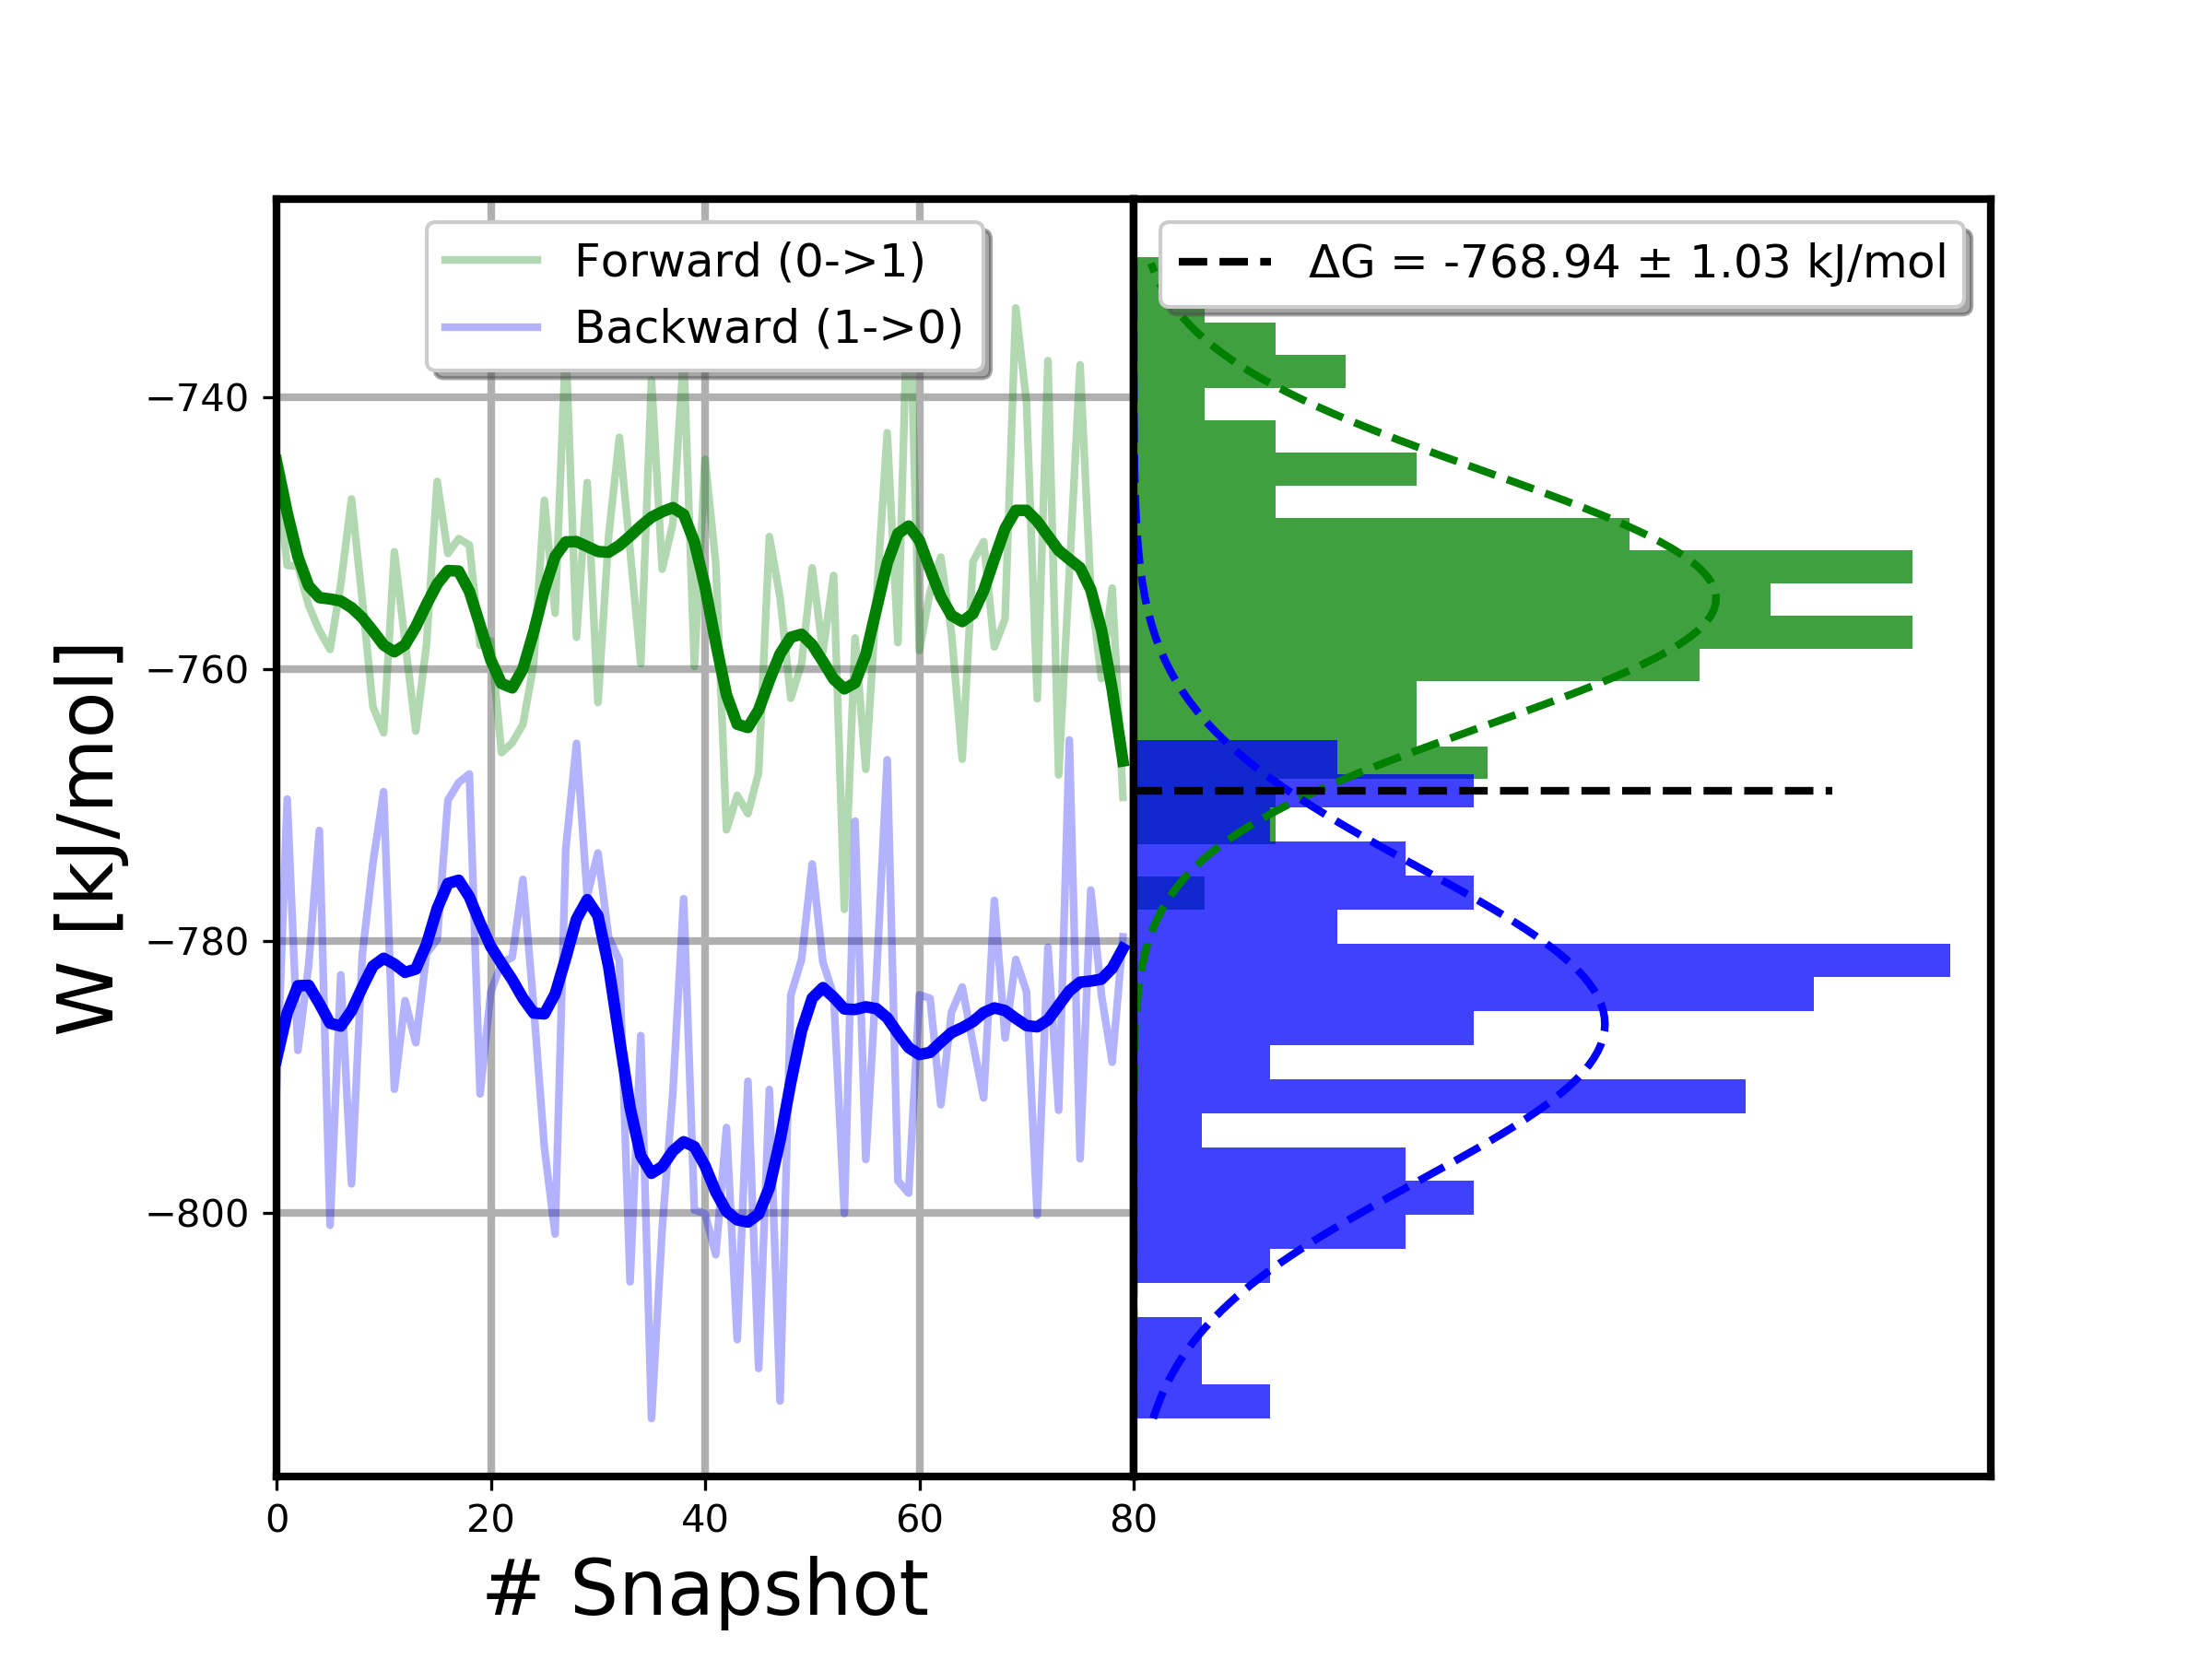 Forward (0->1)
Backward (1->0)
ΔG = -768.94 ± 1.03 kJ/mol
W [kJ/mol]
−740
−760
−780
−800
0 20 40 60 80
# Snapshot